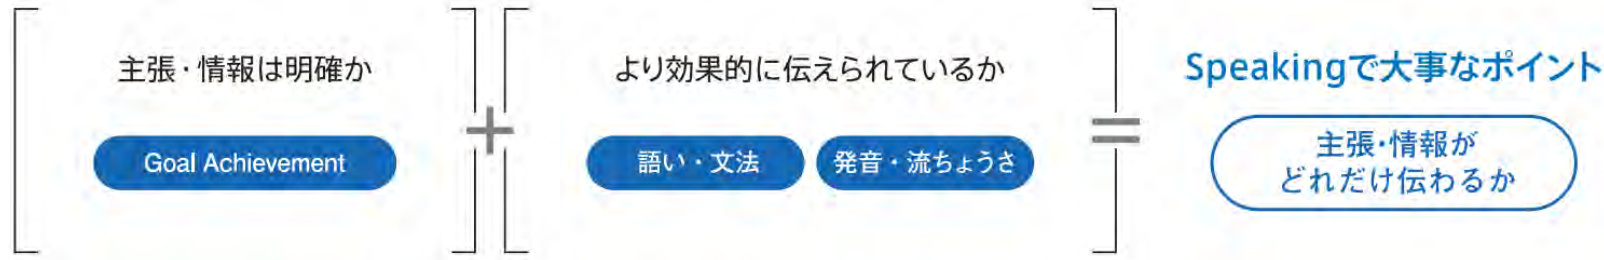 主張・情報は明確か
Goal Achievement
+
より効果的に伝えられているか
語い・文法
発音・流ちょうさ
=
Speakingで大事なポイント
主張・情報が
どれだけ伝わるか